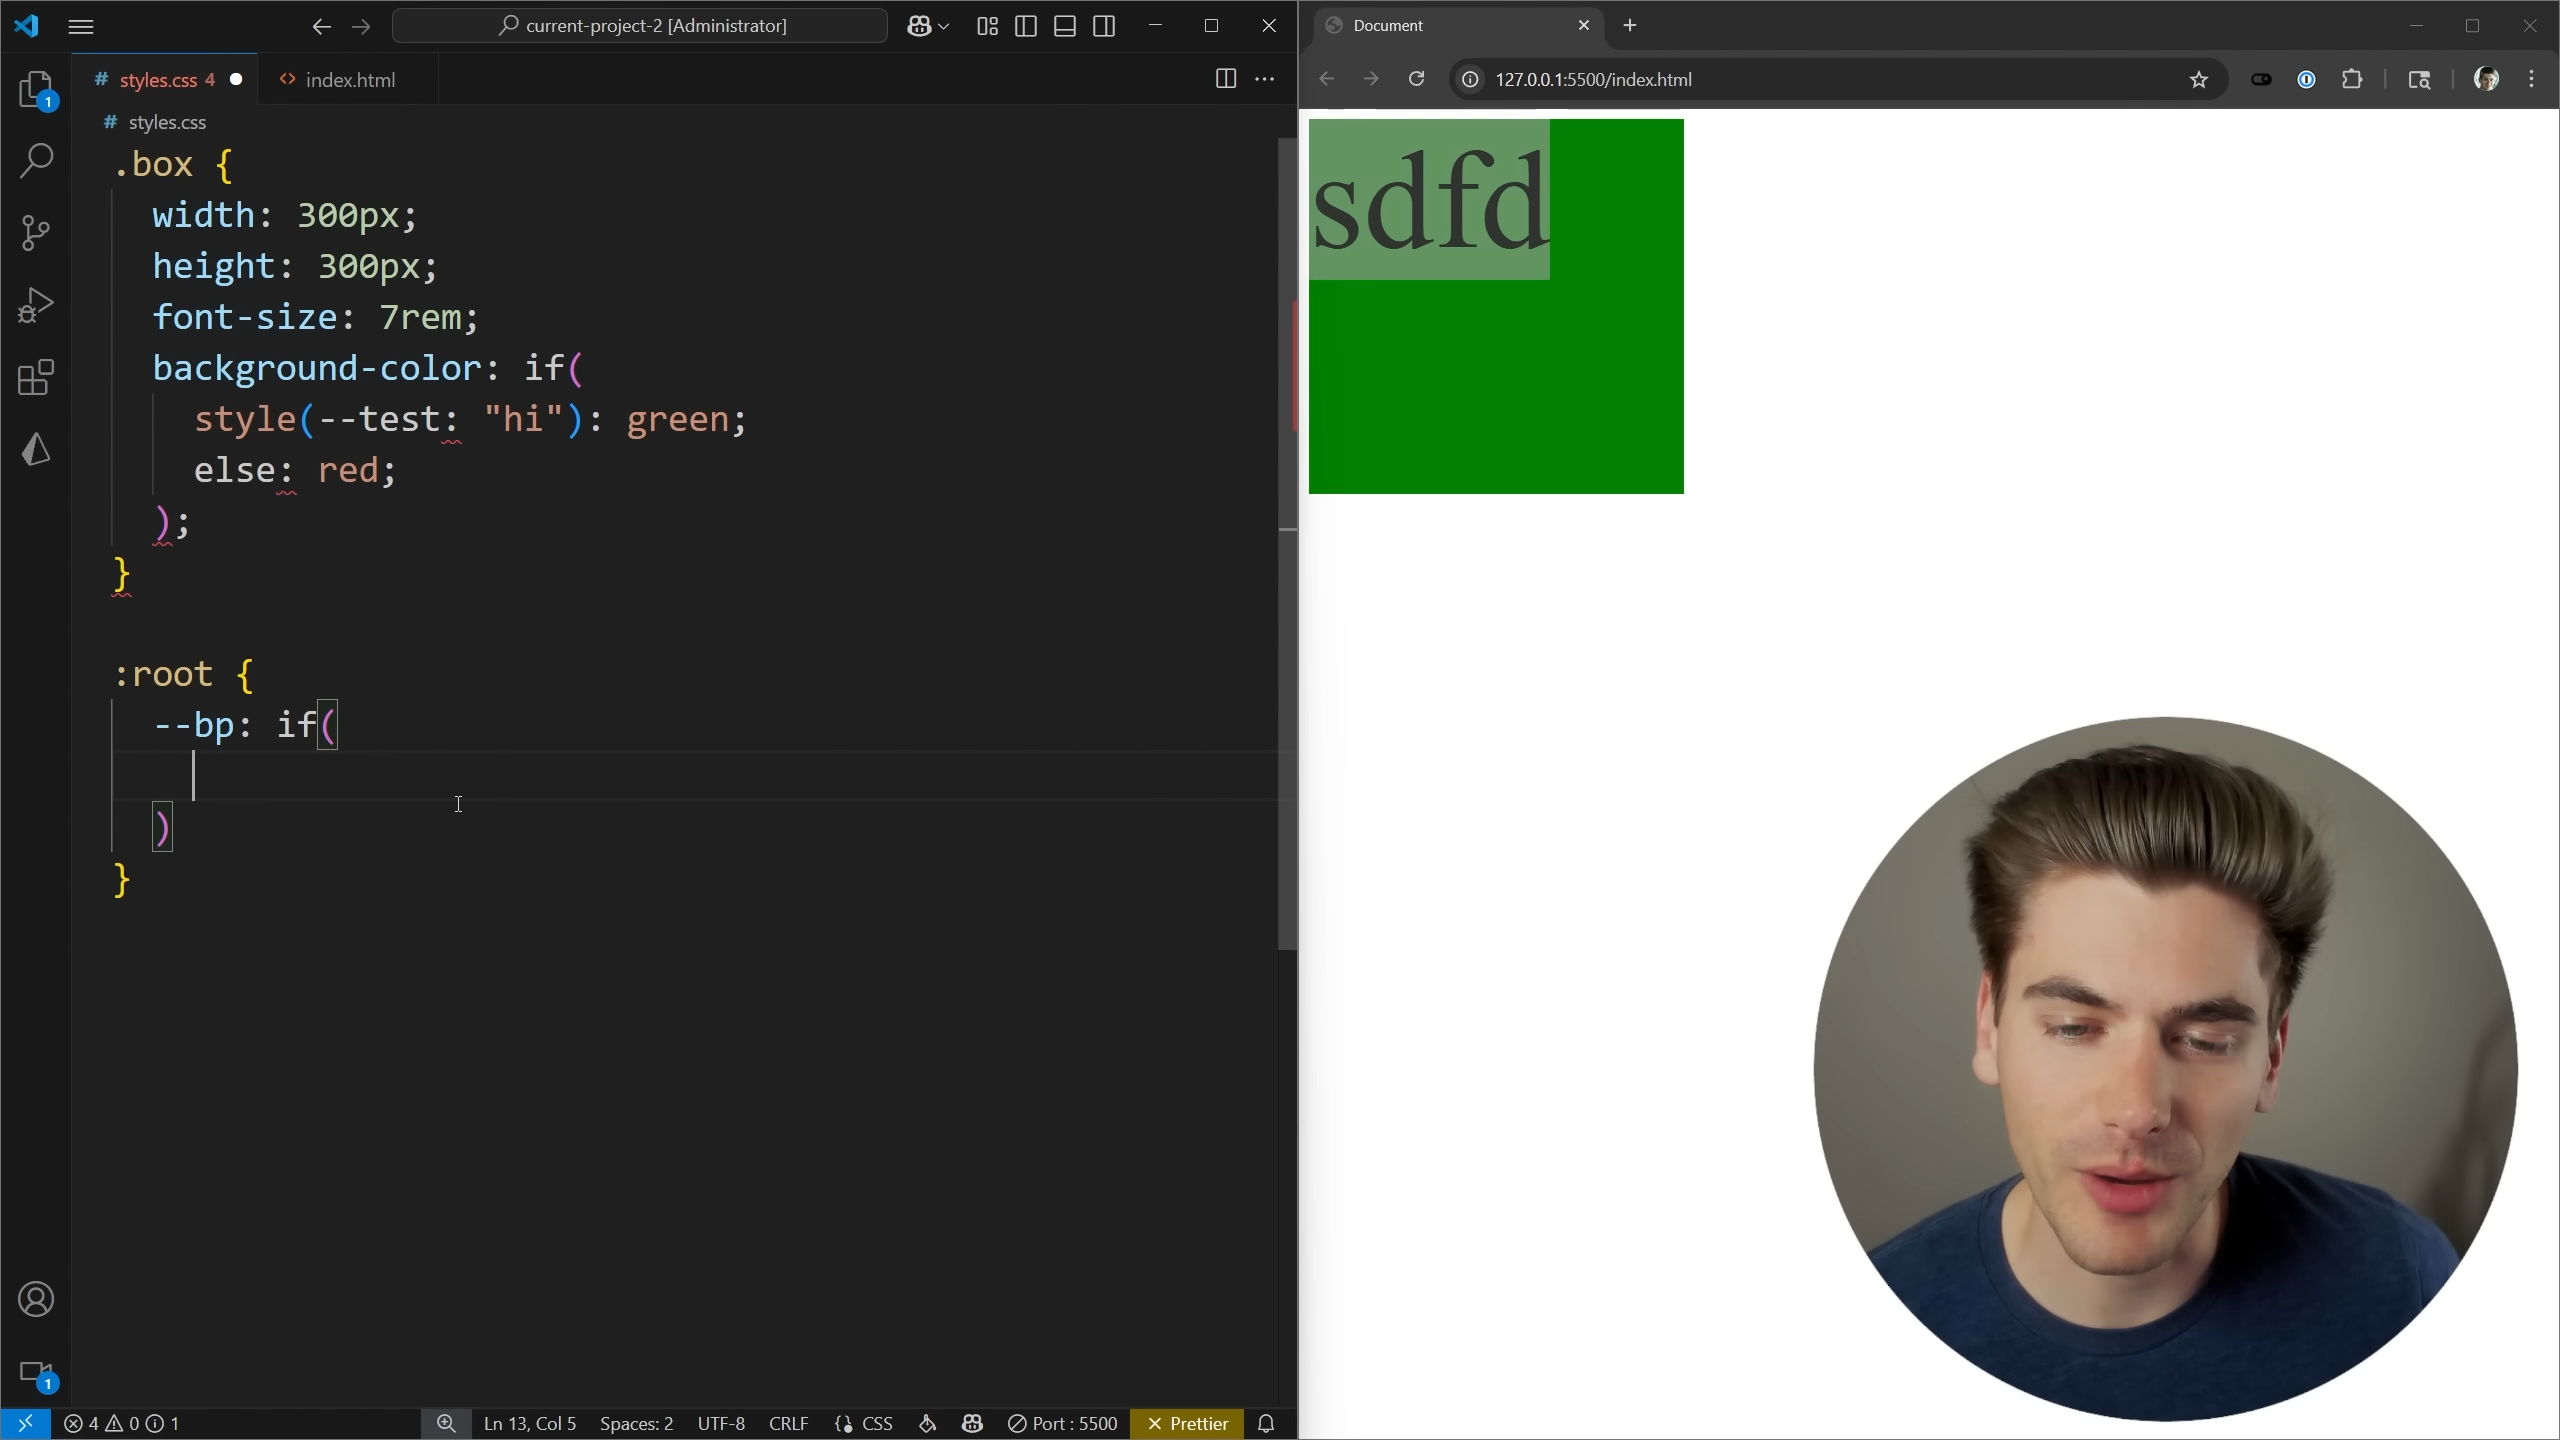 current-project-2 [Administrator]
styles.css 4
index.html
styles.css
.box {
width: 300px;
height: 300px;
font-size: 7rem;
background-color: if(
style(--test: "hi"): green;
else: red;
);
}
:root {
--bp: if(
)
}
1
1
4 0 1
Ln 13, Col 5
Spaces: 2
UTF-8
CRLF
CSS
Port : 5500
Prettier
Document
127.0.0.1:5500/index.html
sdfd